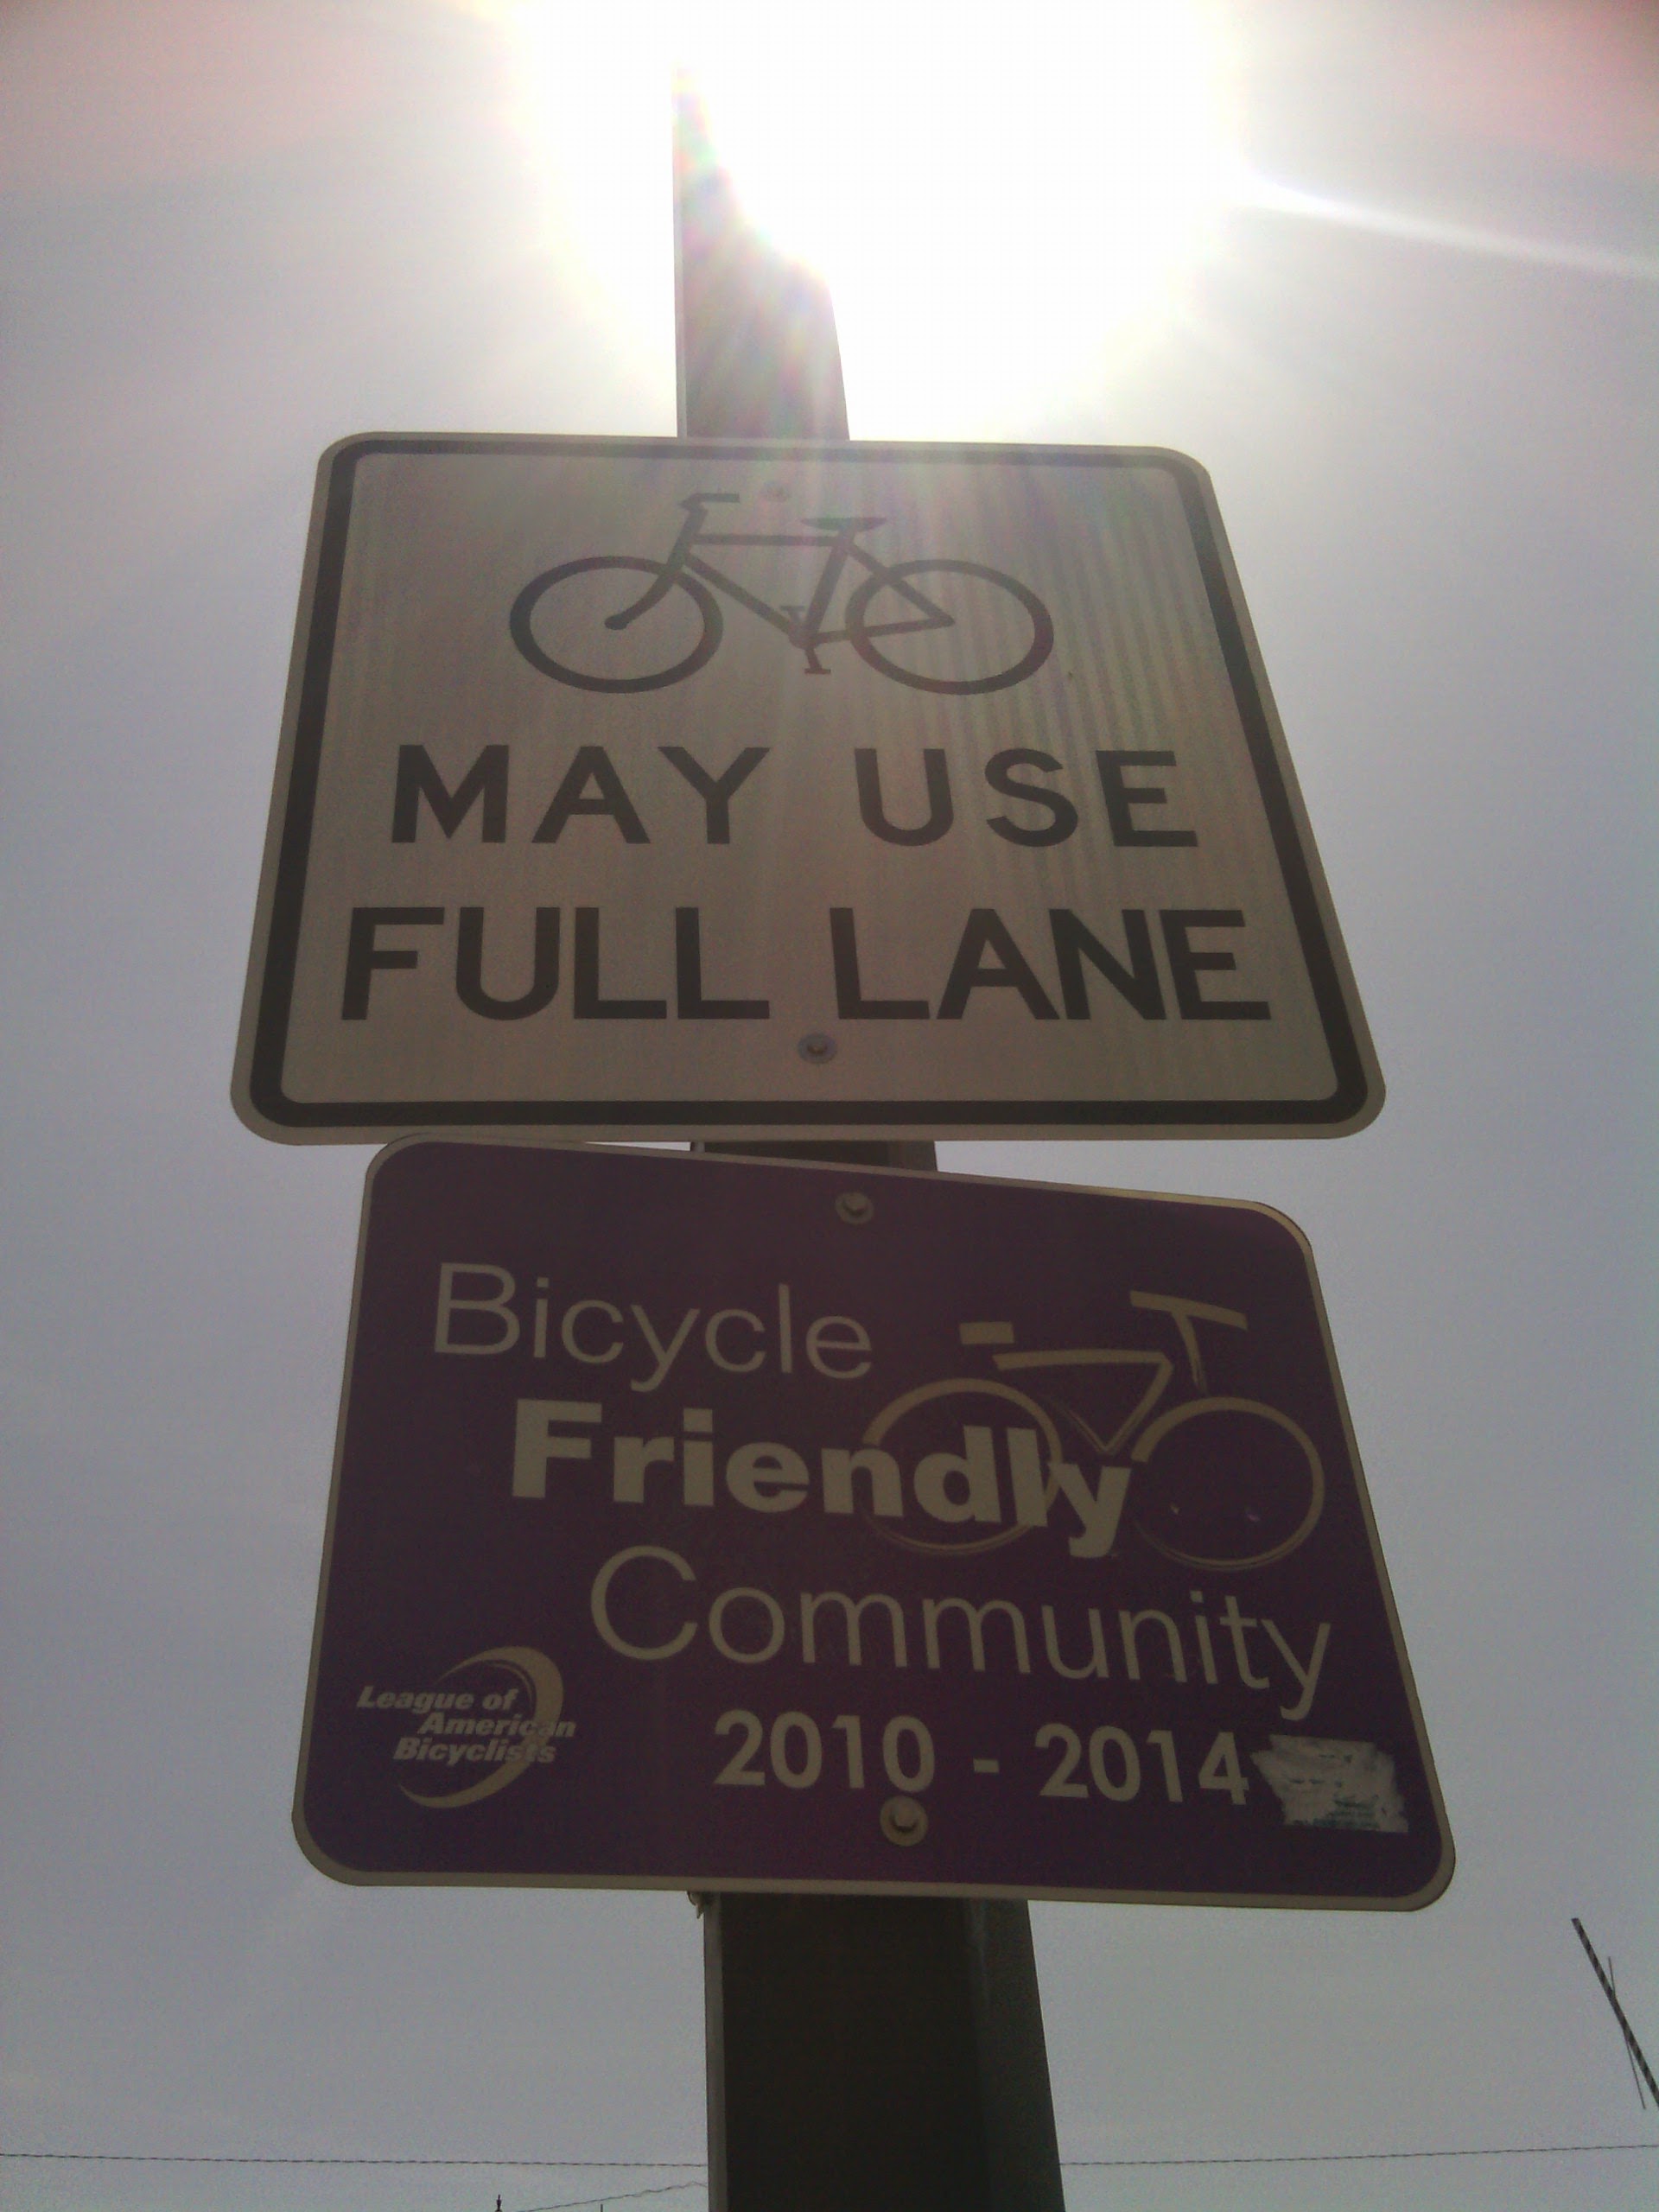 MAY USE
FULL LANE
Bicycle
Friendly
Community
League of
American
Bicyclists
2010 - 2014